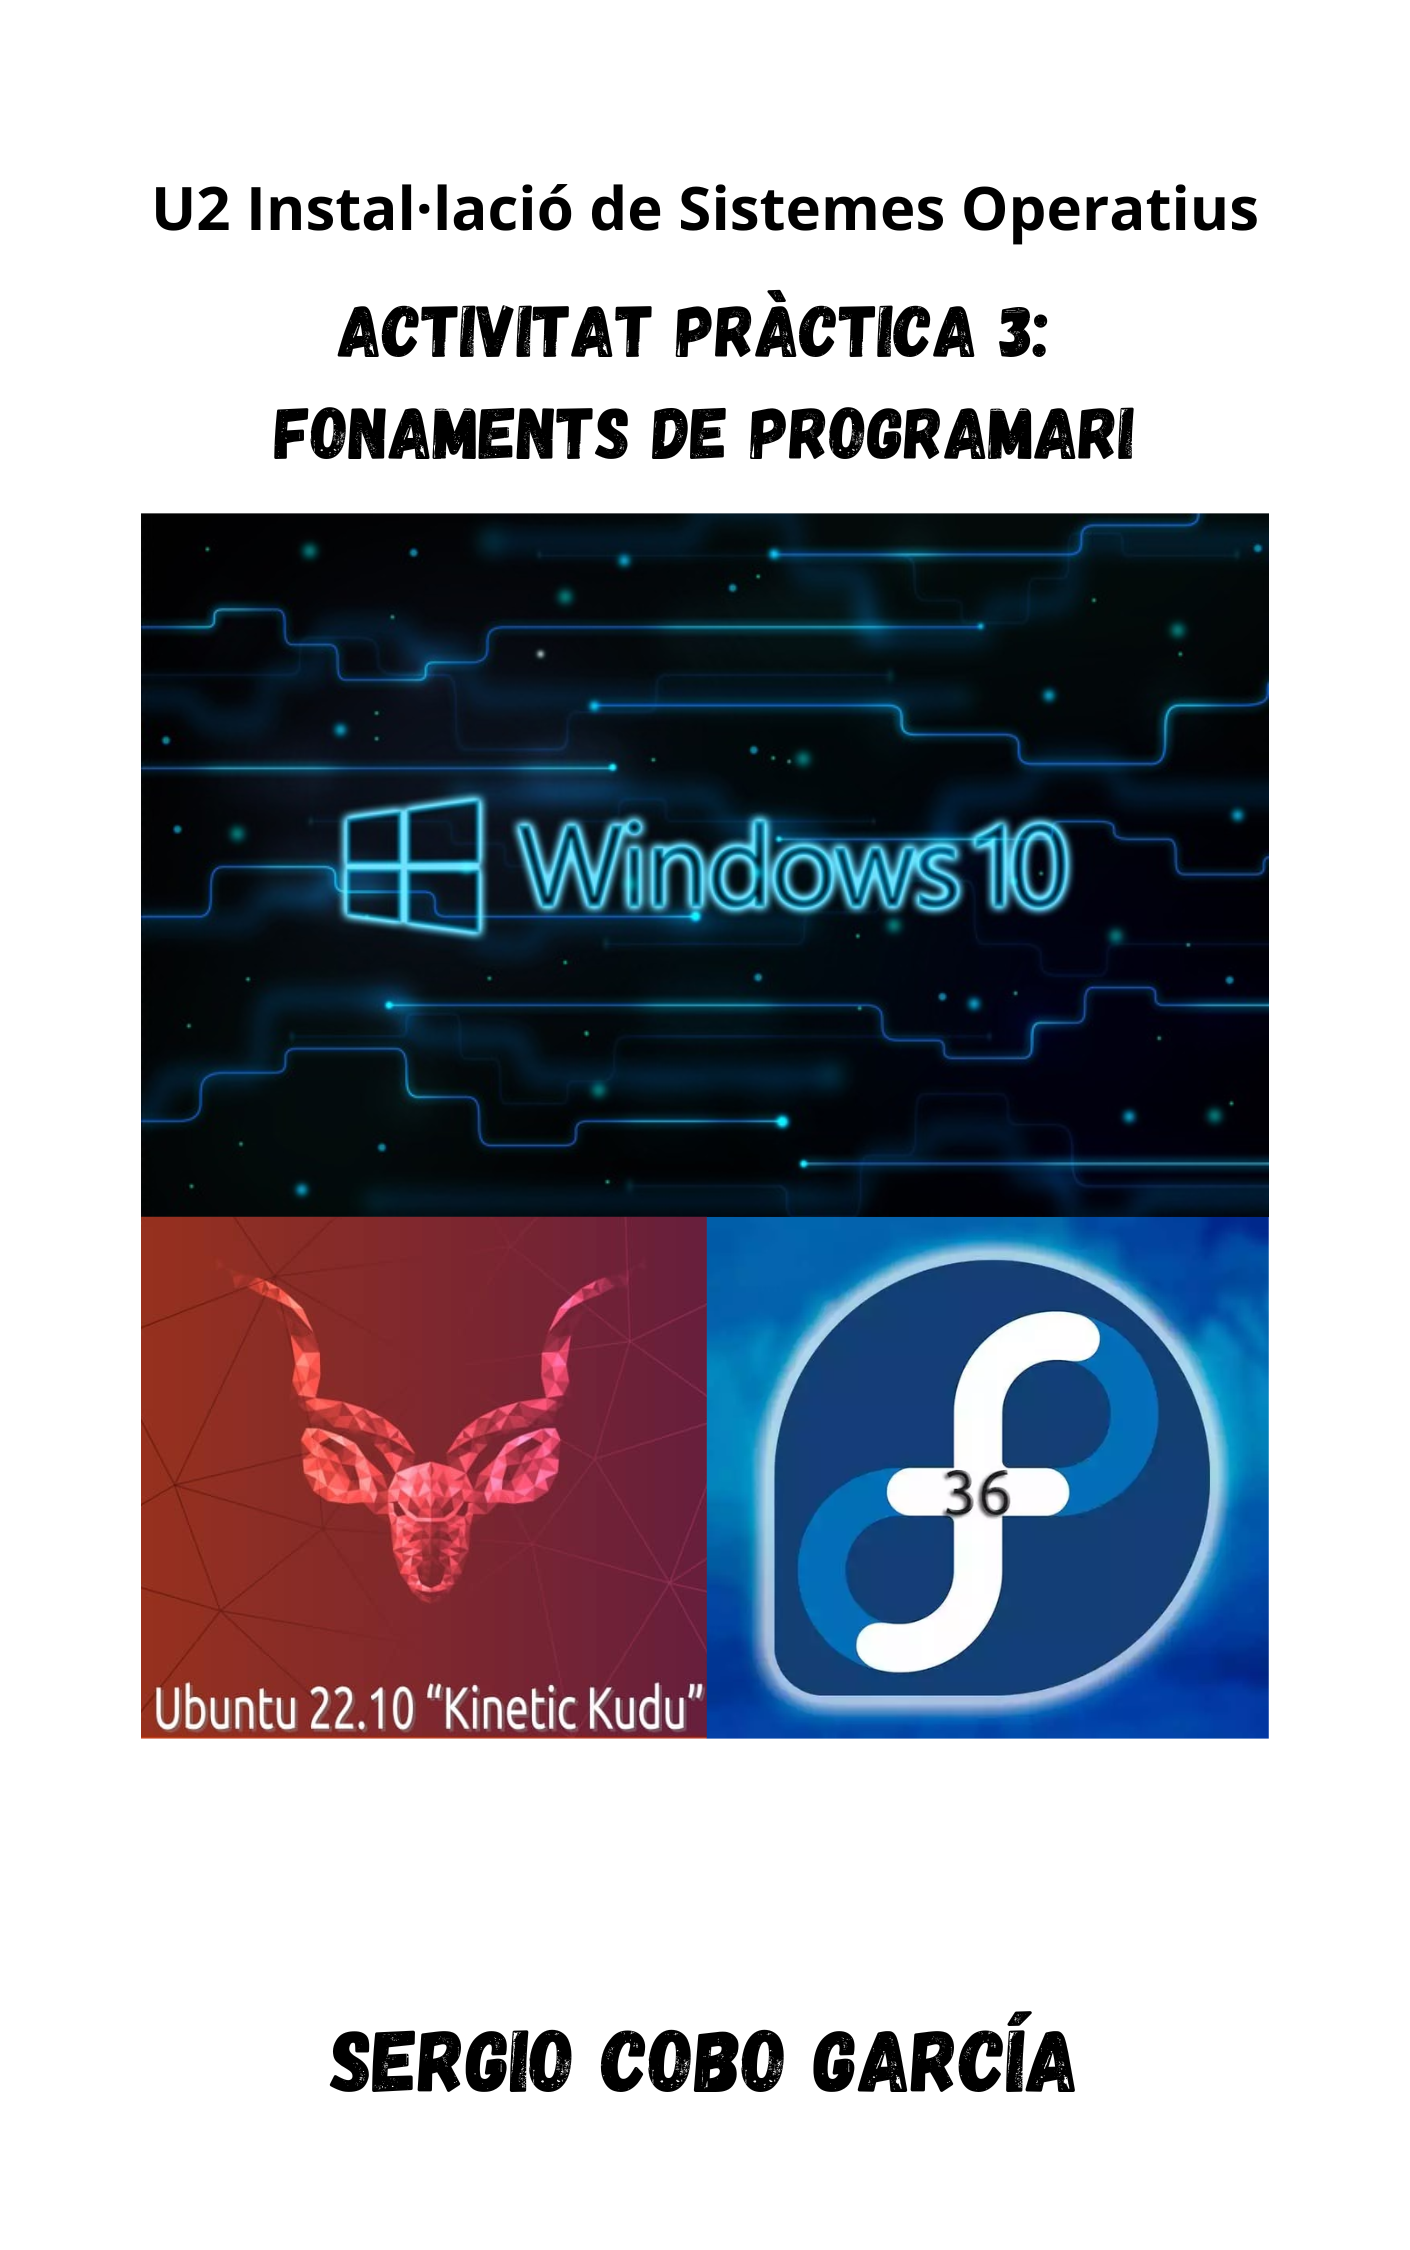 U2 Instal·lació de Sistemes Operatius
ACTIVITAT PRÀCTICA 3:
FONAMENTS DE PROGRAMARI
Windows 10
Ubuntu 22.10 “Kinetic Kudu”
36
SERGIO COBO GARCÍA